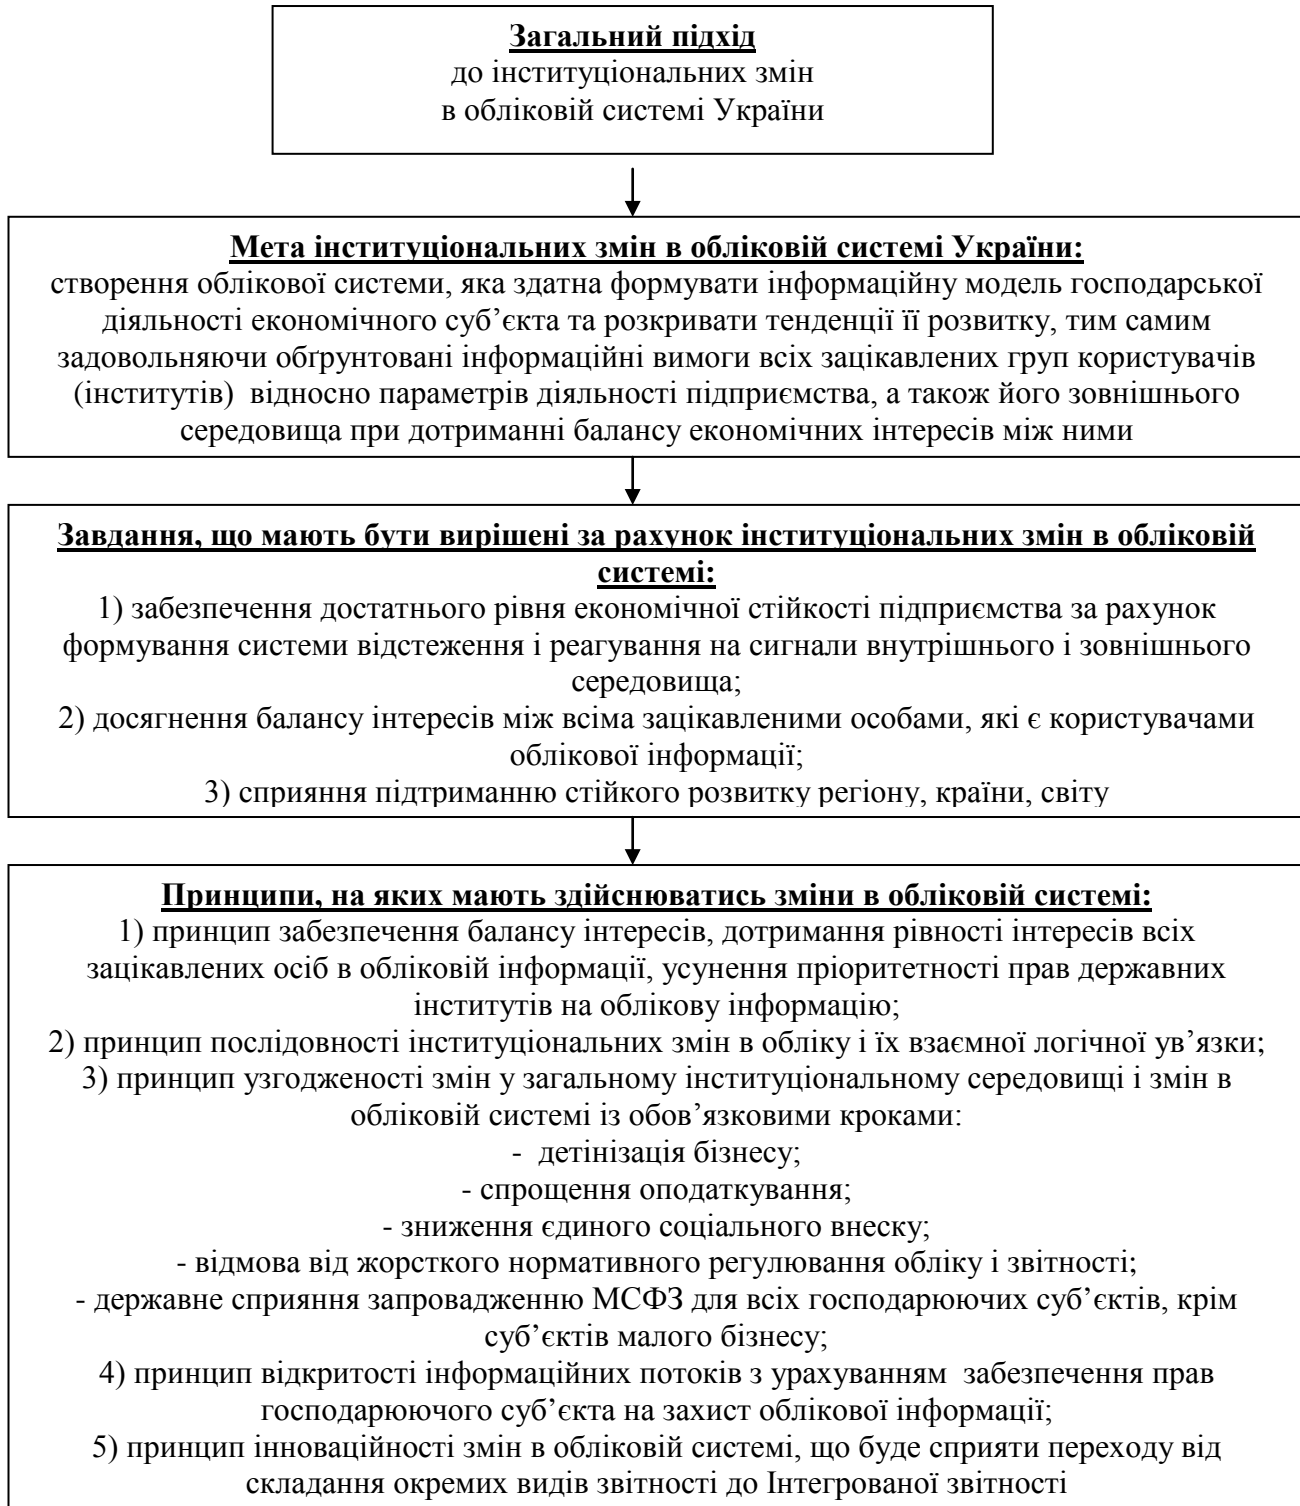 Загальний підхід
до інституціональних змін
в обліковій системі України
Мета інституціональних змін в обліковій системі України:
створення облікової системи, яка здатна формувати інформаційну модель господарської
діяльності економічного суб’єкта та розкривати тенденції її розвитку, тим самим
задовольняючи обґрунтовані інформаційні вимоги всіх зацікавлених груп користувачів
(інститутів)  відносно параметрів діяльності підприємства, а також його зовнішнього
середовища при дотриманні балансу економічних інтересів між ними
Завдання, що мають бути вирішені за рахунок інституціональних змін в обліковій
системі:
1) забезпечення достатнього рівня економічної стійкості підприємства за рахунок
формування системи відстеження і реагування на сигнали внутрішнього і зовнішнього
середовища;
2) досягнення балансу інтересів між всіма зацікавленими особами, які є користувачами
облікової інформації;
3) сприяння підтриманню стійкого розвитку регіону, країни, світу
Принципи, на яких мають здійснюватись зміни в обліковій системі:
1) принцип забезпечення балансу інтересів, дотримання рівності інтересів всіх
зацікавлених осіб в обліковій інформації, усунення пріоритетності прав державних
інститутів на облікову інформацію;
2) принцип послідовності інституціональних змін в обліку і їх взаємної логічної ув’язки;
3) принцип узгодженості змін у загальному інституціональному середовищі і змін в
обліковій системі із обов’язковими кроками:
-  детінізація бізнесу;
- спрощення оподаткування;
- зниження єдиного соціального внеску;
- відмова від жорсткого нормативного регулювання обліку і звітності;
- державне сприяння запровадженню МСФЗ для всіх господарюючих суб’єктів, крім
суб’єктів малого бізнесу;
4) принцип відкритості інформаційних потоків з урахуванням  забезпечення прав
господарюючого суб’єкта на захист облікової інформації;
5) принцип інноваційності змін в обліковій системі, що буде сприяти переходу від
складання окремих видів звітності до Інтегрованої звітності